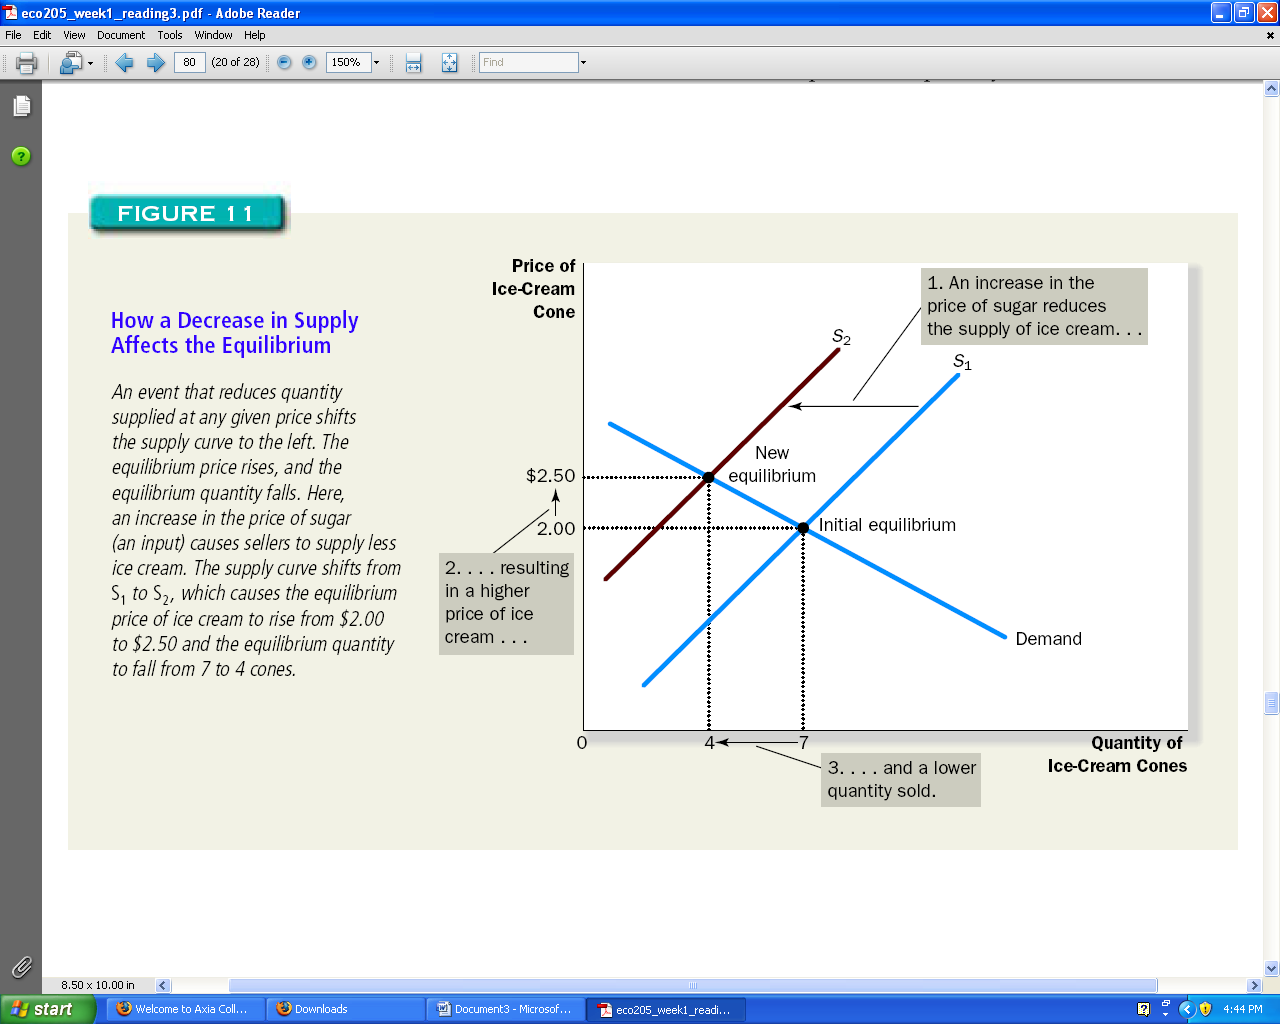 eco205_week1_reading3.pdf - Adobe Reader
File Edit View Document Tools Window Help
80 (20 of 28) 150% Find
FIGURE 11
How a Decrease in Supply
Affects the Equilibrium
An event that reduces quantity
supplied at any given price shifts
the supply curve to the left. The
equilibrium price rises, and the
equilibrium quantity falls. Here,
an increase in the price of sugar
(an input) causes sellers to supply less
ice cream. The supply curve shifts from
S1 to S2, which causes the equilibrium
price of ice cream to rise from $2.00
to $2.50 and the equilibrium quantity
to fall from 7 to 4 cones.
Price of
Ice-Cream
Cone
1. An increase in the
price of sugar reduces
the supply of ice cream. . .
S2
S1
New
equilibrium
$2.50
2.00
Initial equilibrium
2. . . . resulting
in a higher
price of ice
cream . . .
Demand
0
4
7
Quantity of
Ice-Cream Cones
3. . . . and a lower
quantity sold.
8.50 x 10.00 in
start
Welcome to Axia Coll...
Downloads
Document3 - Microsof...
eco205_week1_readi...
4:44 PM